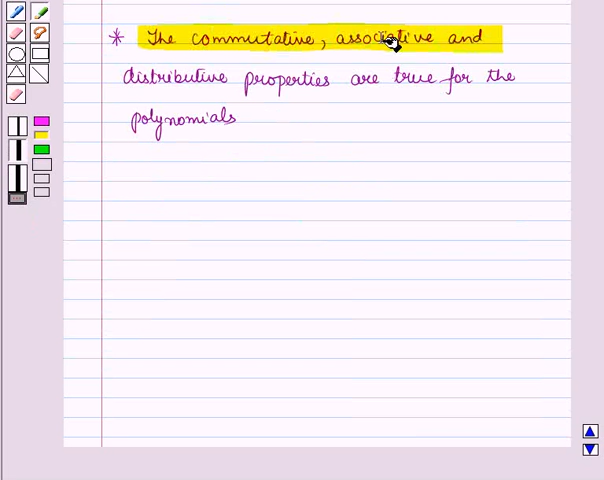 * The commutative, associative and
distributive properties are true for the
polynomials